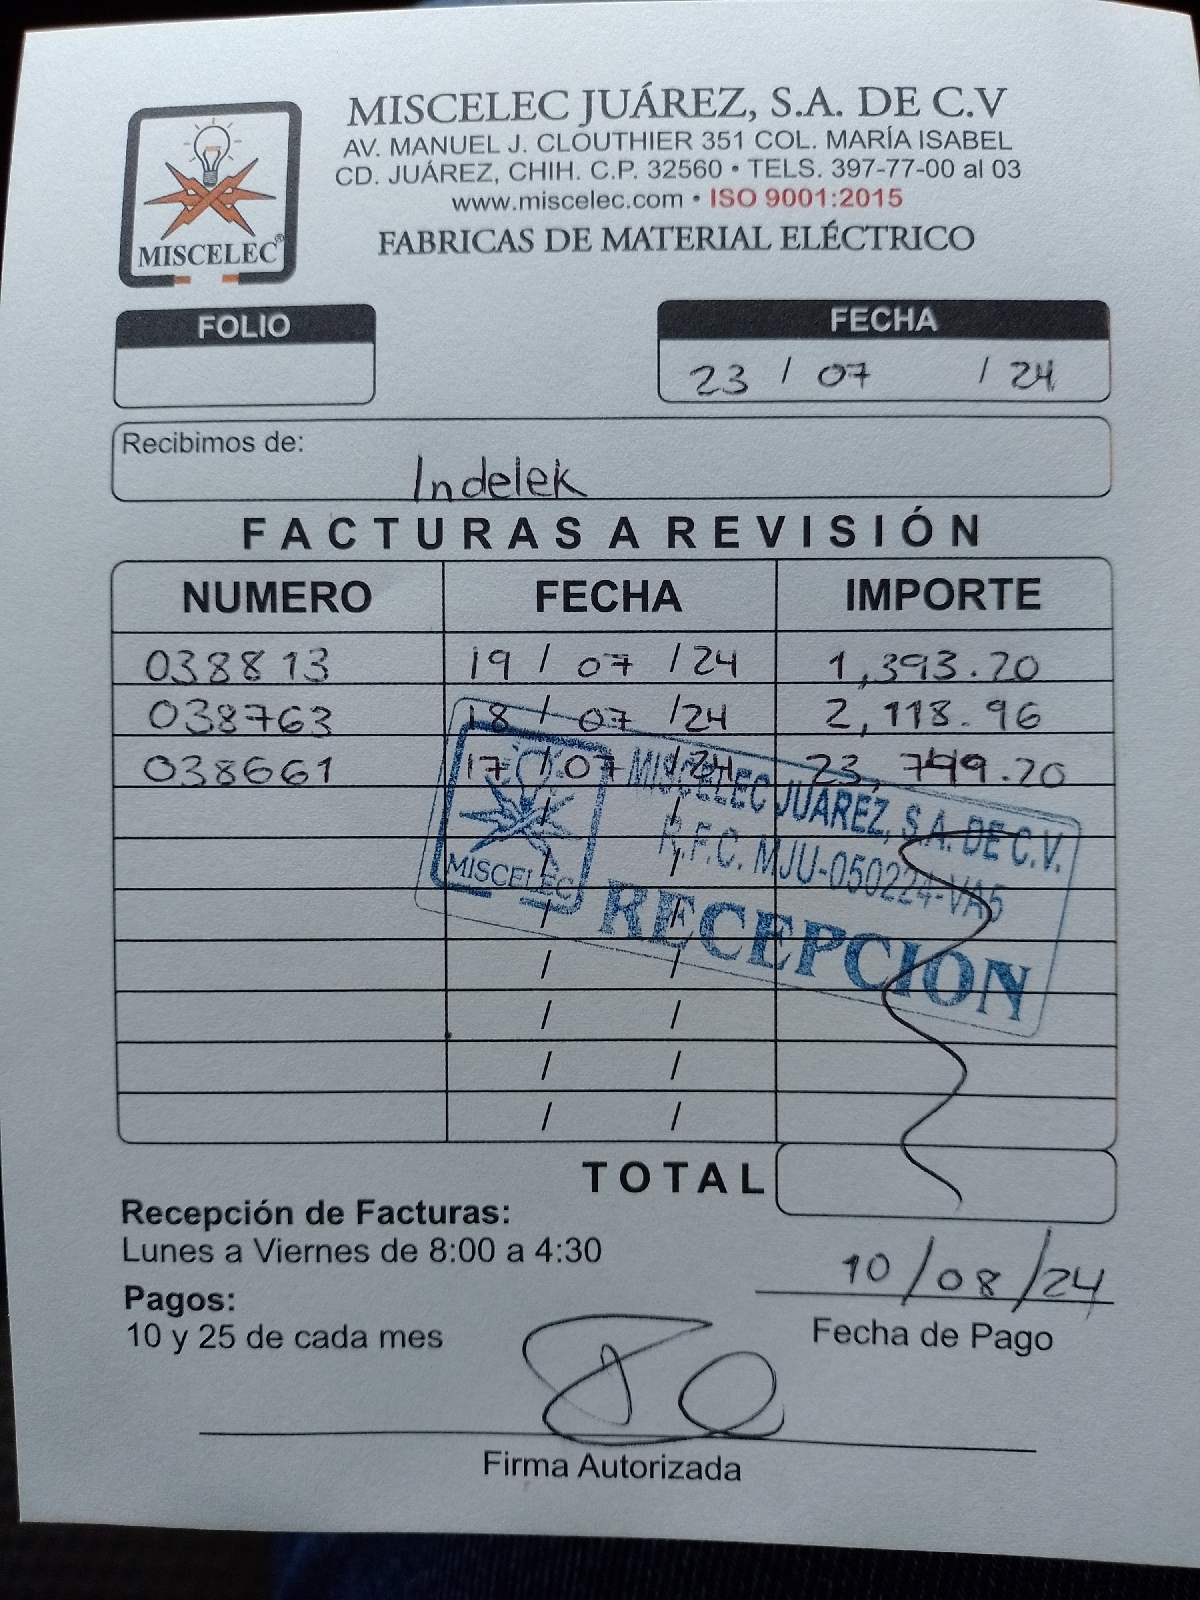 MISCELEC JUÁREZ, S.A. DE C.V
AV. MANUEL J. CLOUTHIER 351 COL. MARÍA ISABEL
CD. JUÁREZ, CHIH. C.P. 32560 • TELS. 397-77-00 al 03
www.miscelec.com • ISO 9001:2015
FABRICAS DE MATERIAL ELÉCTRICO
MISCELEC®
FOLIO
FECHA
23 / 07 / 24
Recibimos de: Indelek
FACTURAS A REVISIÓN
NUMERO FECHA IMPORTE
038813 19 / 07 / 24 1,393.20
038763 18 / 07 / 24 2,118.96
038661 17 / 07 / 24 23,799.20
MISCELEC JUAREZ, S.A. DE C.V.
R.F.C. MJU-050224-VA5
MISCELEC
RECEPCION
/ /
/ /
/ /
/ /
/ /
/ /
/ /
TOTAL
Recepción de Facturas:
Lunes a Viernes de 8:00 a 4:30
10/08/24
Pagos:
10 y 25 de cada mes
Fecha de Pago
Firma Autorizada